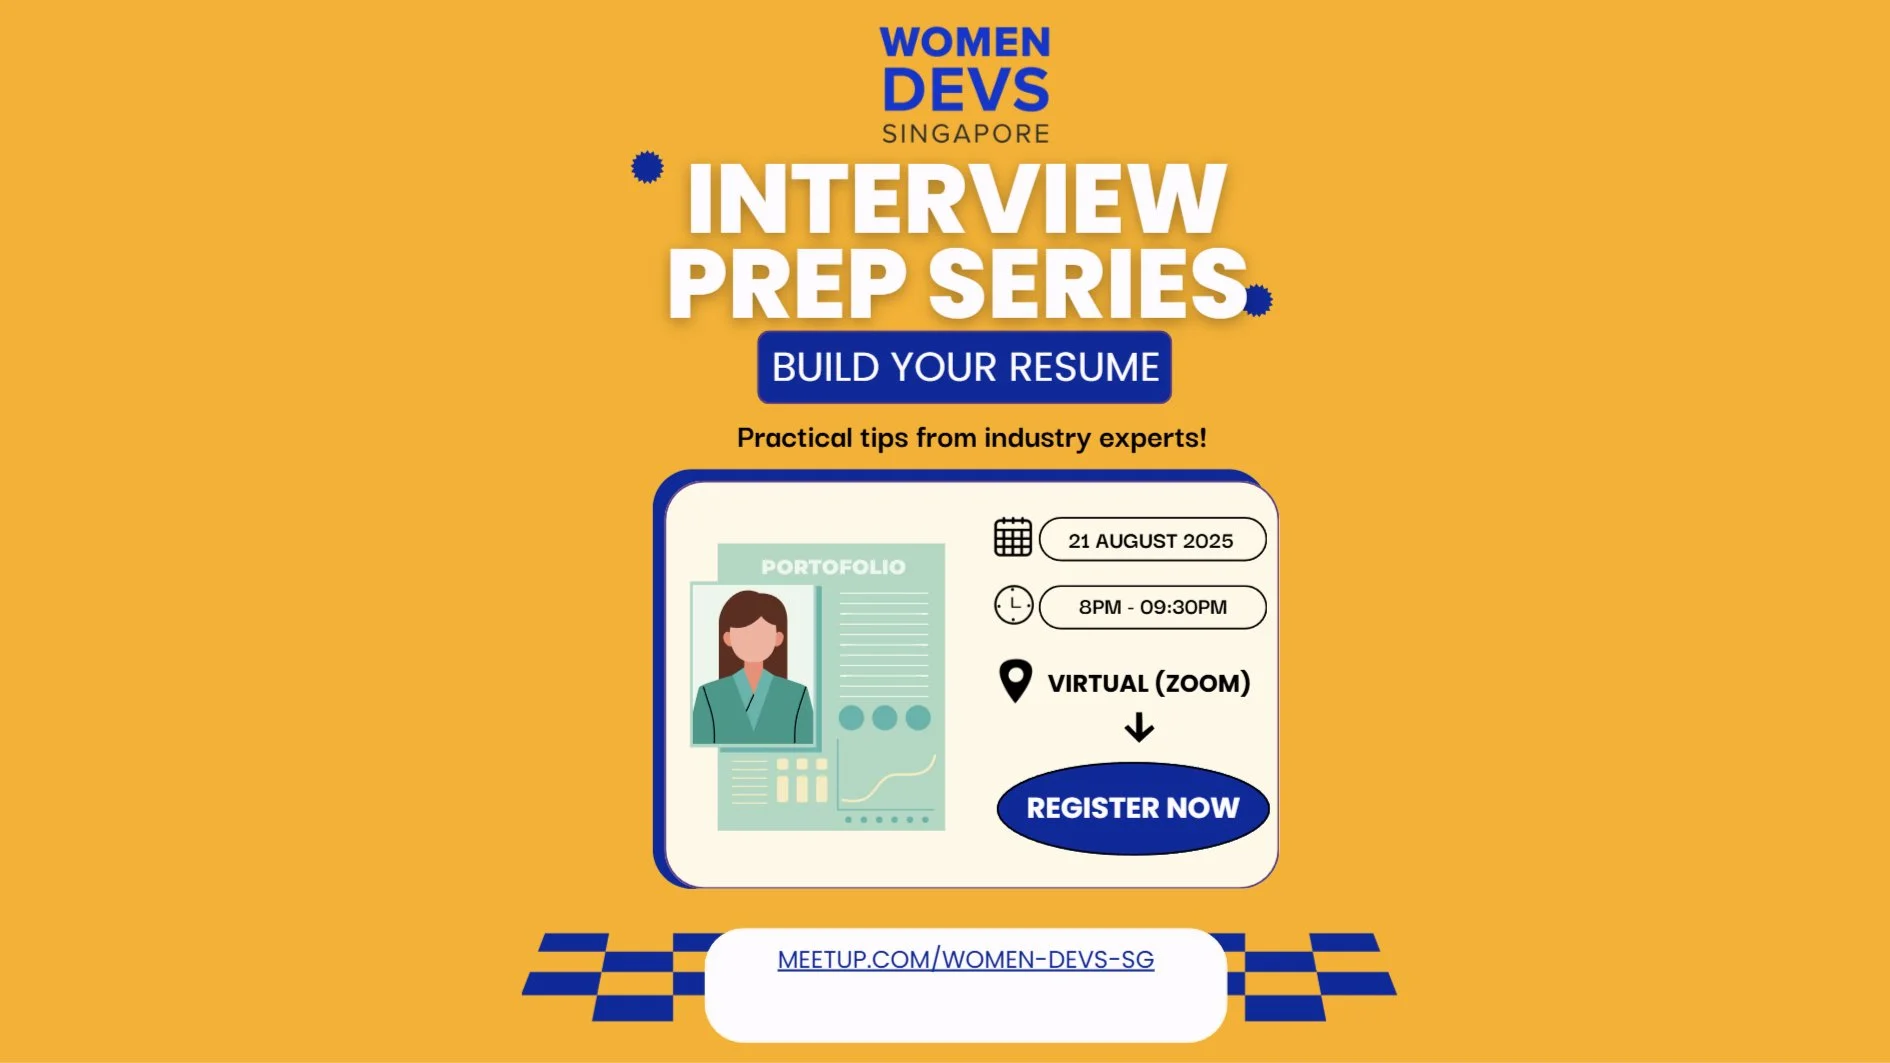 WOMEN
DEVS
SINGAPORE
INTERVIEW
PREP SERIES
BUILD YOUR RESUME
Practical tips from industry experts!
PORTOFOLIO
21 AUGUST 2025
8PM - 09:30PM
VIRTUAL (ZOOM)
REGISTER NOW
MEETUP.COM/WOMEN-DEVS-SG